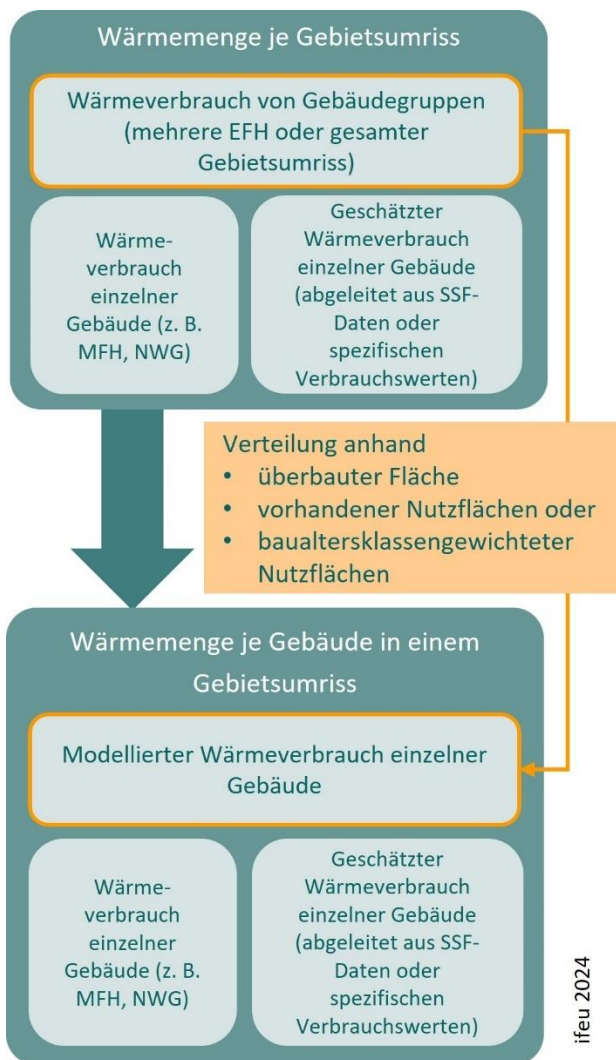 Wärmemenge je Gebietsumriss
Wärmeverbrauch von Gebäudegruppen
(mehrere EFH oder gesamter
Gebietsumriss)
Wärme-
verbrauch
einzelner
Gebäude (z. B.
MFH, NWG)
Geschätzter
Wärmeverbrauch
einzelner Gebäude
(abgeleitet aus SSF-
Daten oder
spezifischen
Verbrauchswerten)
Verteilung anhand
• überbauter Fläche
• vorhandener Nutzflächen oder
• baualtersklassengewichteter
Nutzflächen
Wärmemenge je Gebäude in einem
Gebietsumriss
Modellierter Wärmeverbrauch einzelner
Gebäude
Wärme-
verbrauch
einzelner
Gebäude (z. B.
MFH, NWG)
Geschätzter
Wärmeverbrauch
einzelner Gebäude
(abgeleitet aus SSF-
Daten oder
spezifischen
Verbrauchswerten)
ifeu 2024